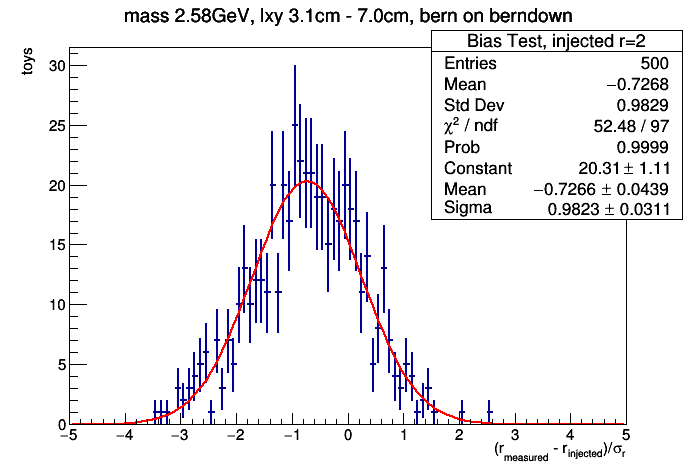 mass 2.58GeV, lxy 3.1cm - 7.0cm, bern on berndown
Bias Test, injected r=2
Entries 500
Mean −0.7268
Std Dev 0.9829
χ² / ndf 52.48 / 97
Prob 0.9999
Constant 20.31 ± 1.11
Mean −0.7266 ± 0.0439
Sigma 0.9823 ± 0.0311
toys
30
25
20
15
10
5
0
−5 −4 −3 −2 −1 0 1 2 3 4 5
(r_measured - r_injected)/σ_r